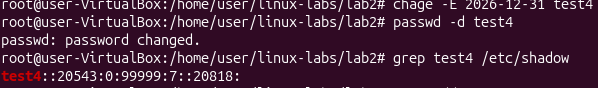 root@user-VirtualBox:/home/user/linux-labs/lab2# chage -E 2026-12-31 test4
root@user-VirtualBox:/home/user/linux-labs/lab2# passwd -d test4
passwd: password changed.
root@user-VirtualBox:/home/user/linux-labs/lab2# grep test4 /etc/shadow
test4::20543:0:99999:7::20818: